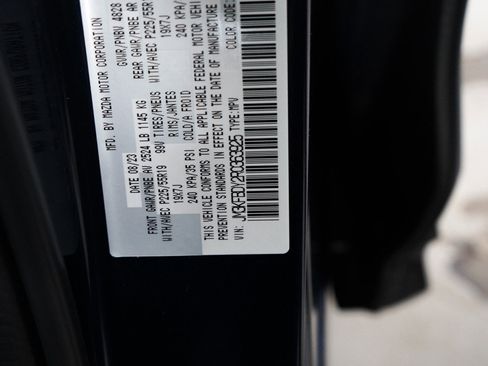 MFD. BY MAZDA MOTOR CORPORATION
DATE 08/23 GVWR/PNBV 4828
FRONT GAWR/PNBE AV 2524 LB 1145 KG REAR GAWR/PNBE AR
WITH/AVEC P225/55R19 99V TIRES/PNEUS WITH/AVEC P225/55R
19X7J RIMS/JANTES 19X7J
240 KPA/35 PSI COLD/A FROID 240 KPA/
THIS VEHICLE CONFORMS TO ALL APPLICABLE FEDERAL MOTOR VEHI
PREVENTION STANDARDS IN EFFECT ON THE DATE OF MANUFACTURE
VIN: TYPE:MPV COLOR CODE: